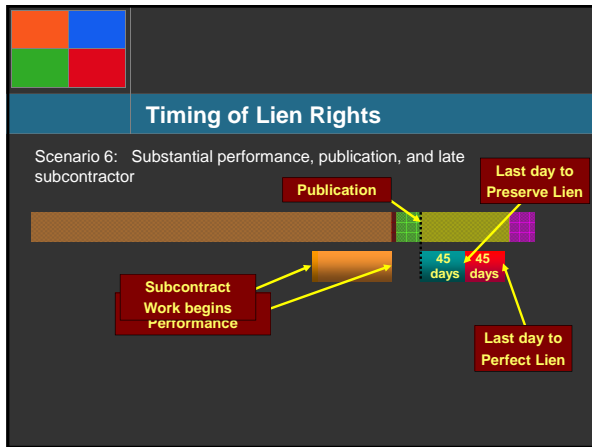 Timing of Lien Rights
Scenario 6: Substantial performance, publication, and late
subcontractor
Publication
Last day to
Preserve Lien
45
days
45
days
Subcontract
Work begins
Performance
Last day to
Perfect Lien